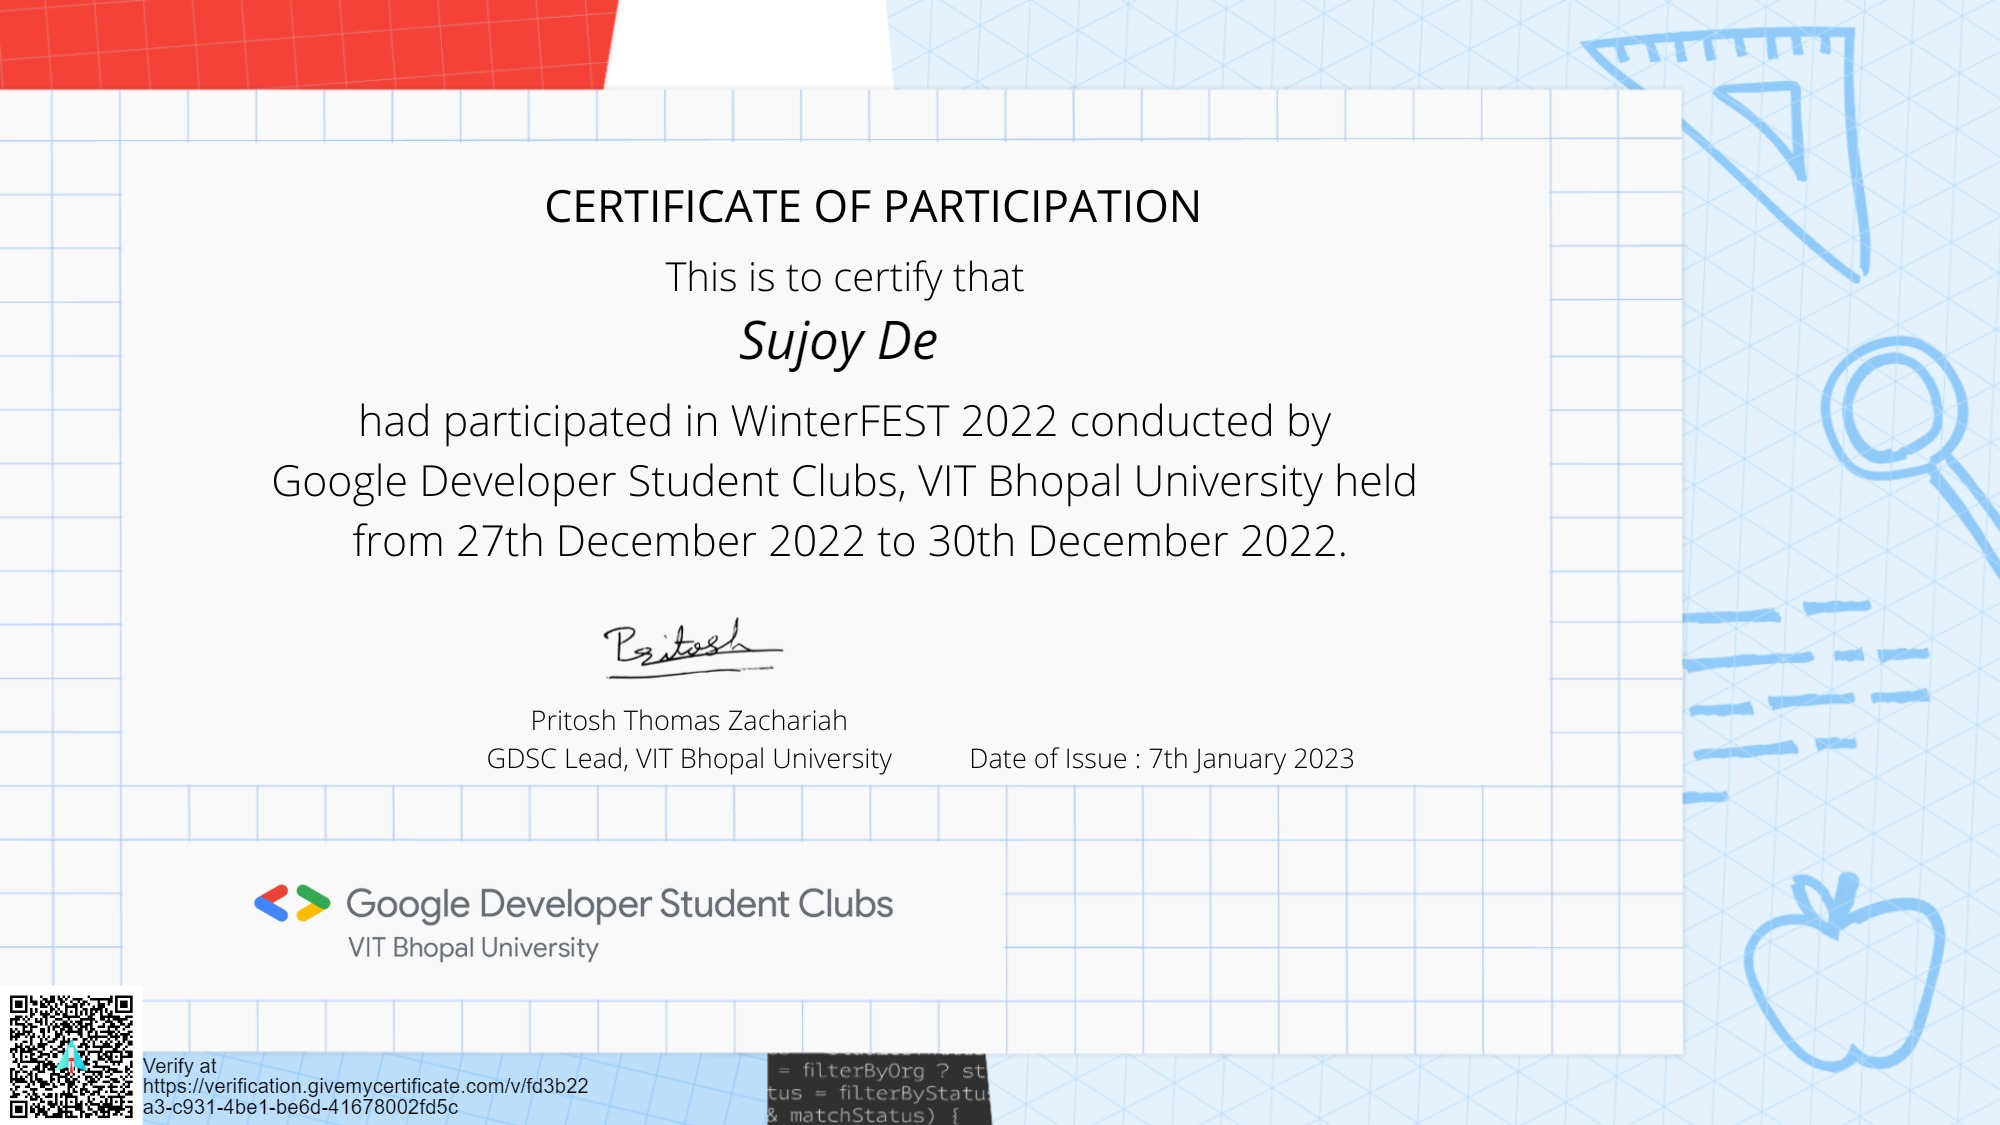 CERTIFICATE OF PARTICIPATION
This is to certify that
Sujoy De
had participated in WinterFEST 2022 conducted by
Google Developer Student Clubs, VIT Bhopal University held
from 27th December 2022 to 30th December 2022.
Pritosh
Pritosh Thomas Zachariah
GDSC Lead, VIT Bhopal University
Date of Issue : 7th January 2023
Google Developer Student Clubs
VIT Bhopal University
Verify at
https://verification.givemycertificate.com/v/fd3b22
a3-c931-4be1-be6d-41678002fd5c
= filterByOrg ? st
tus = filterByStatu
& matchStatus) {